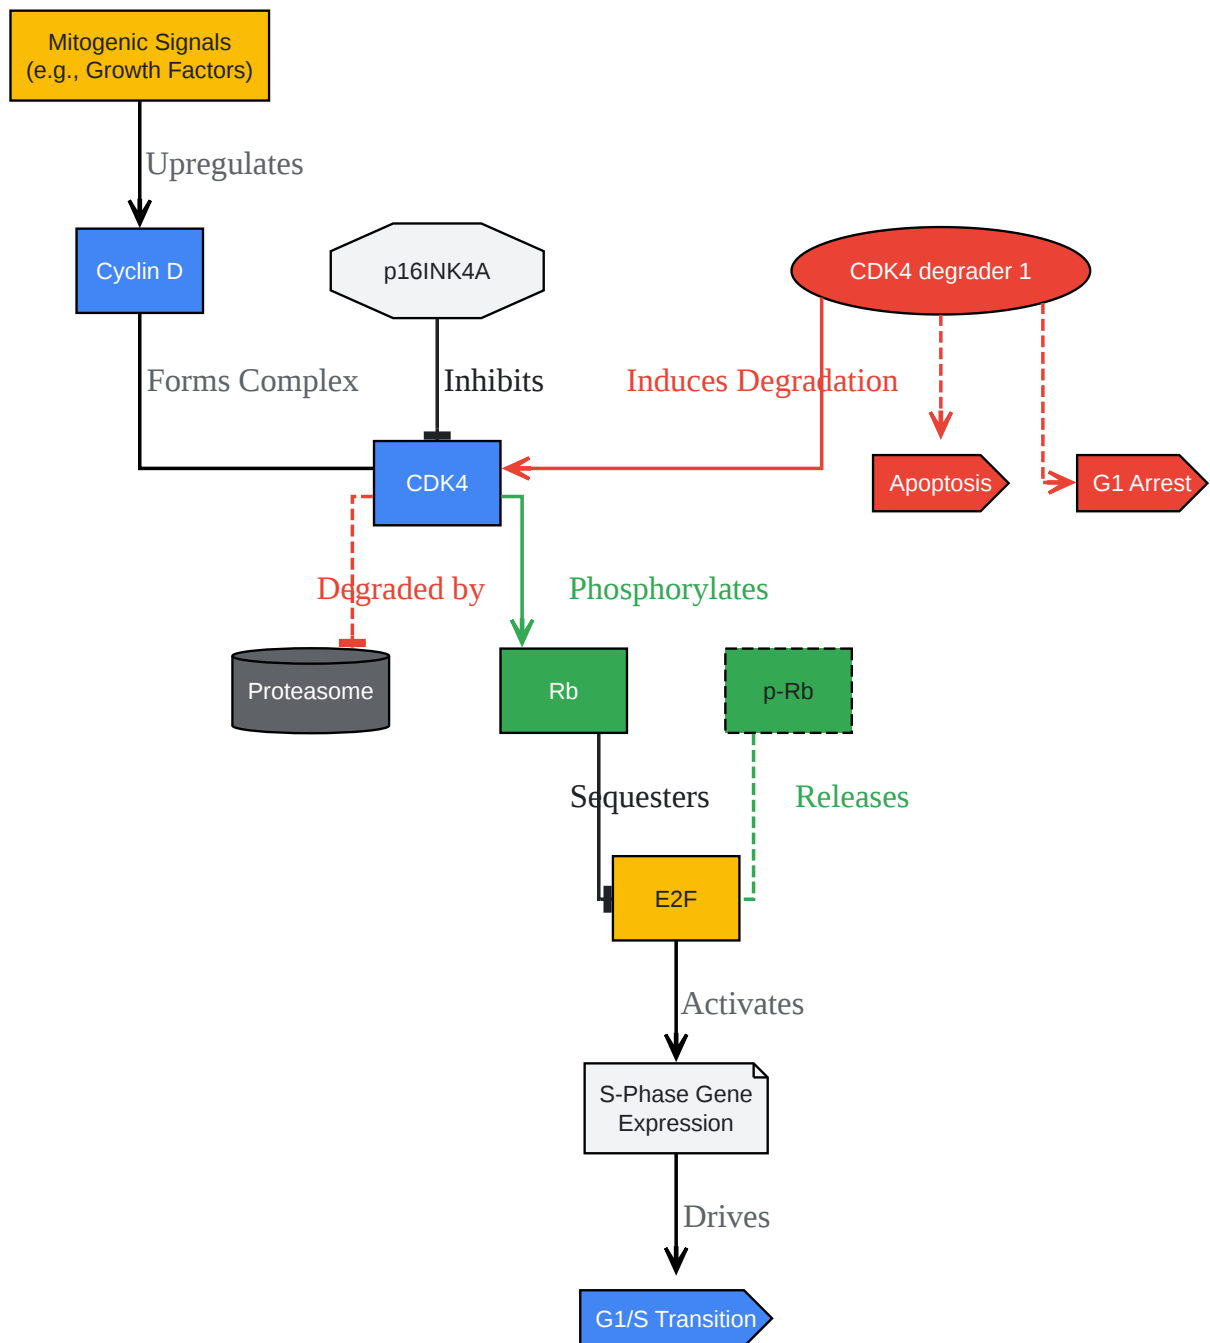 Mitogenic Signals
(e.g., Growth Factors)
Upregulates
Cyclin D
p16INK4A
CDK4 degrader 1
Forms Complex
Inhibits
Induces Degradation
CDK4
Apoptosis
G1 Arrest
Degraded by
Phosphorylates
Proteasome
Rb
p-Rb
Sequesters
Releases
E2F
Activates
S-Phase Gene
Expression
Drives
G1/S Transition